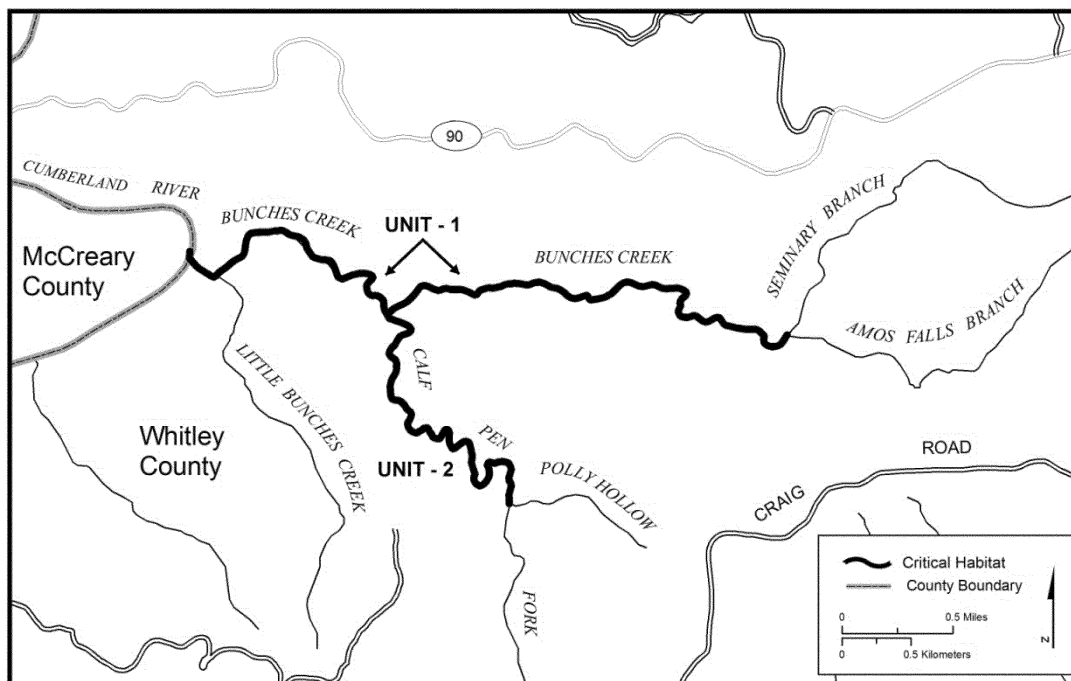 90
CUMBERLAND RIVER
BUNCHES CREEK
UNIT - 1
McCreary
County
BUNCHES CREEK
SEMINARY BRANCH
AMOS FALLS BRANCH
LITTLE BUNCHES CREEK
CALF
PEN
FORK
Whitley
County
UNIT - 2
POLLY HOLLOW
CRAIG
ROAD
Critical Habitat
County Boundary
0 0.5 Miles
0 0.5 Kilometers
N